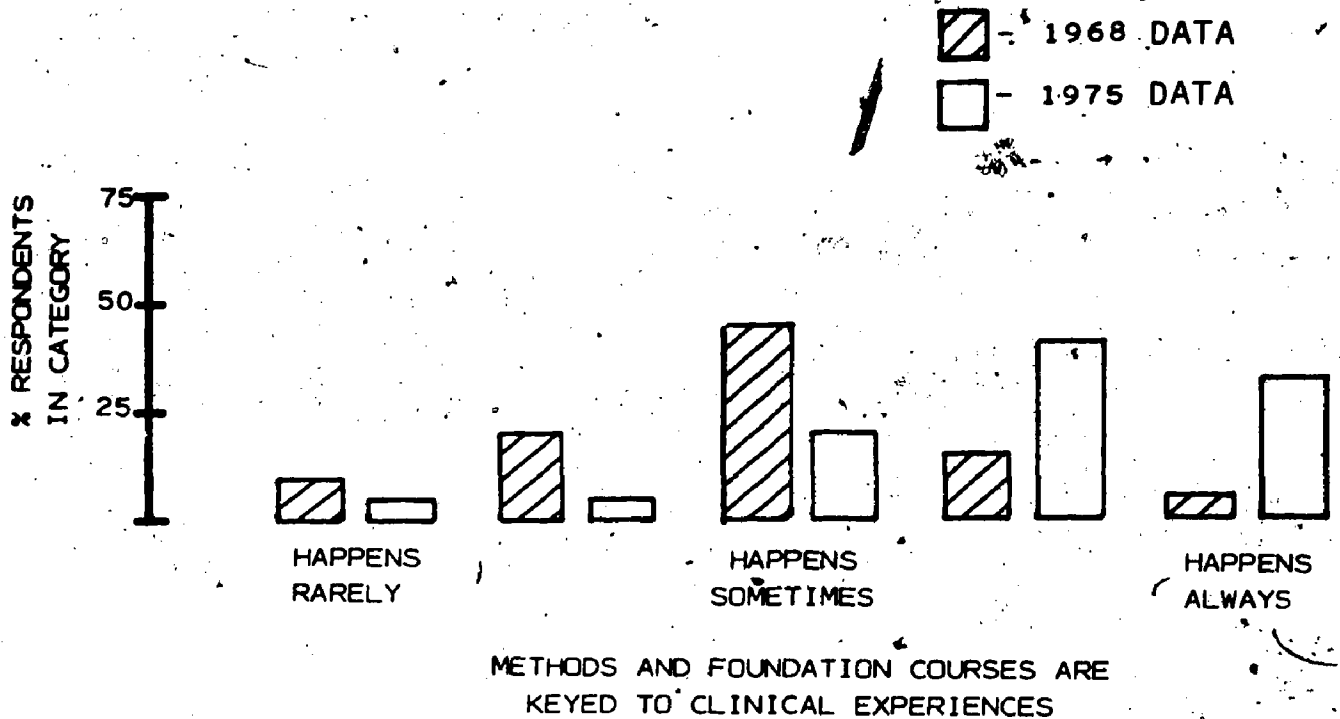 - 1968 DATA
- 1975 DATA
% RESPONDENTS
IN CATEGORY
75
50
25
HAPPENS
RARELY
HAPPENS
SOMETIMES
HAPPENS
ALWAYS
METHODS AND FOUNDATION COURSES ARE
KEYED TO CLINICAL EXPERIENCES